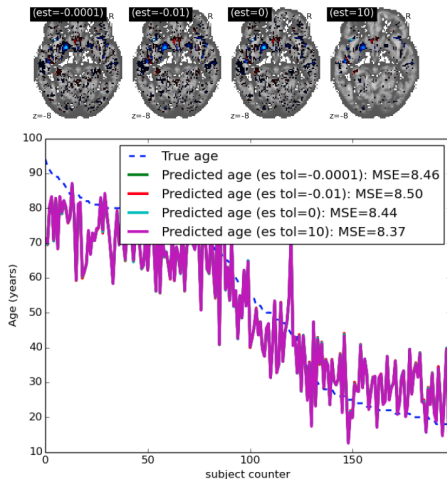 (est=-0.0001) (est=-0.01) (est=0) (est=10)
R R R R
z=-8 z=-8 z=-8 z=-8
100
90
80
70
60
50
40
30
20
10
Age (years)
True age
Predicted age (es tol=-0.0001): MSE=8.46
Predicted age (es tol=-0.01): MSE=8.50
Predicted age (es tol=0): MSE=8.44
Predicted age (es tol=10): MSE=8.37
0 50 100 150
subject counter